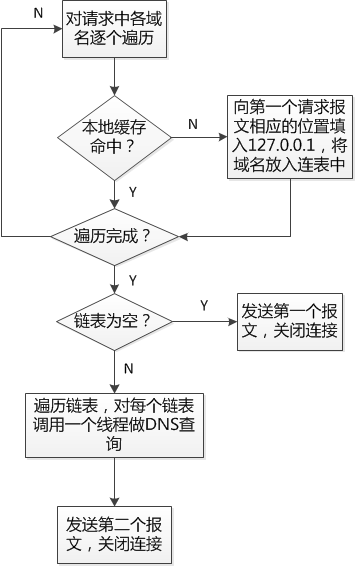 N
对请求中各域
名逐个遍历
本地缓存
命中？
N
向第一个请求报
文相应的位置填
入127.0.0.1，将
域名放入连表中
Y
遍历完成？
Y
链表为空？
Y
发送第一个报
文，关闭连接
N
遍历链表，对每个链表
调用一个线程做DNS查
询
发送第二个报
文，关闭连接